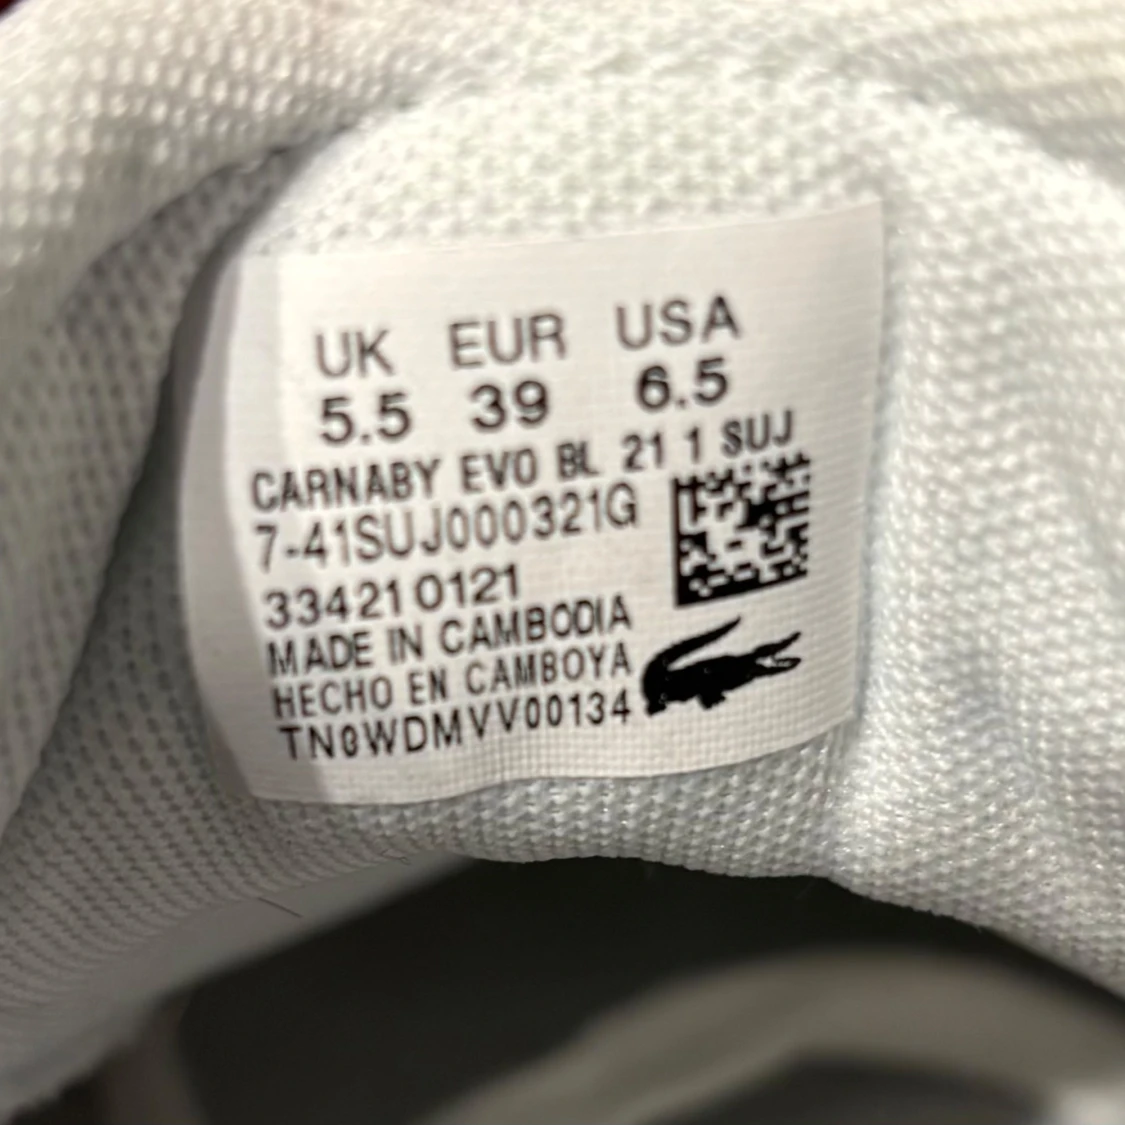 UK EUR USA
5.5 39 6.5
CARNABY EVO BL 21 1 SUJ
7-41SUJ000321G
334210121
MADE IN CAMBODIA
HECHO EN CAMBOYA
TN0WDMVV00134